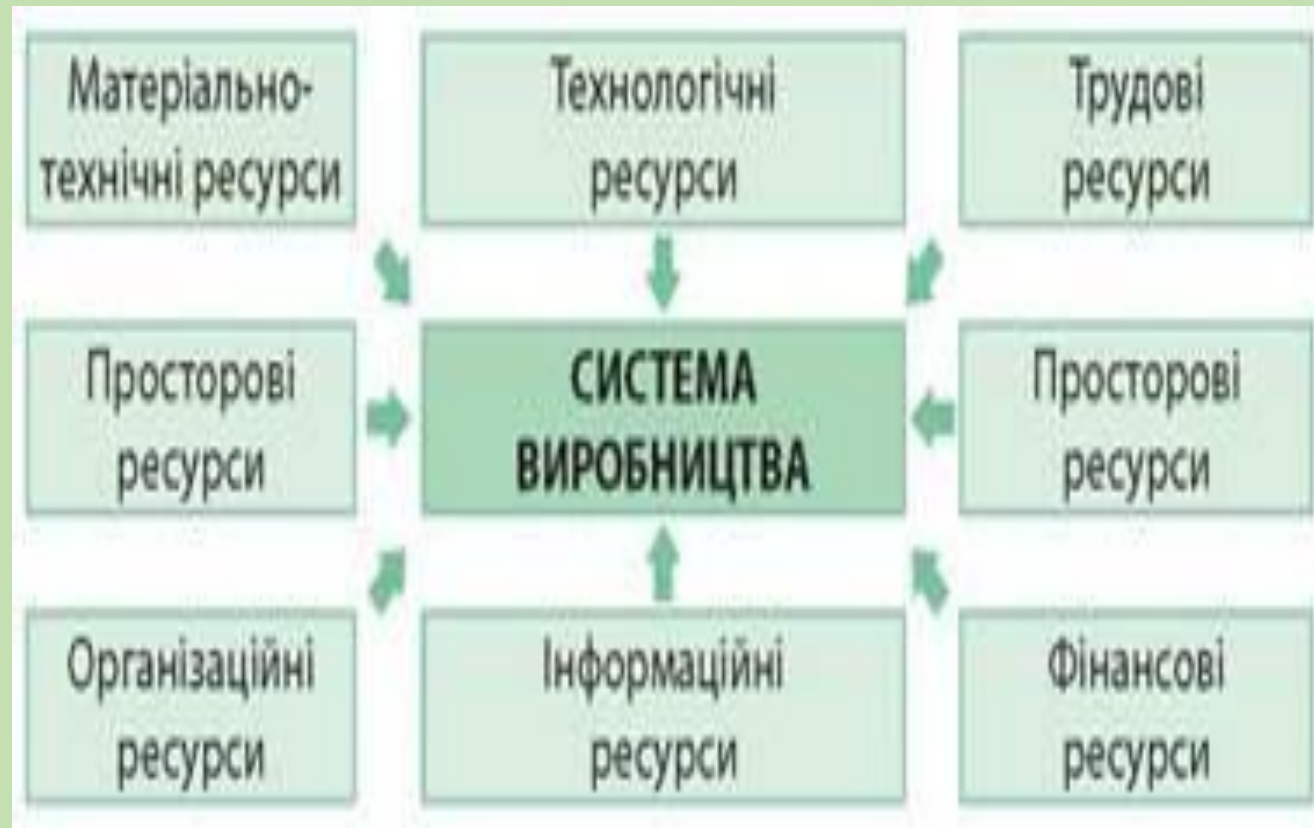 Матеріально-
технічні ресурси
Технологічні
ресурси
Трудові
ресурси
Просторові
ресурси
СИСТЕМА
ВИРОБНИЦТВА
Просторові
ресурси
Організаційні
ресурси
Інформаційні
ресурси
Фінансові
ресурси